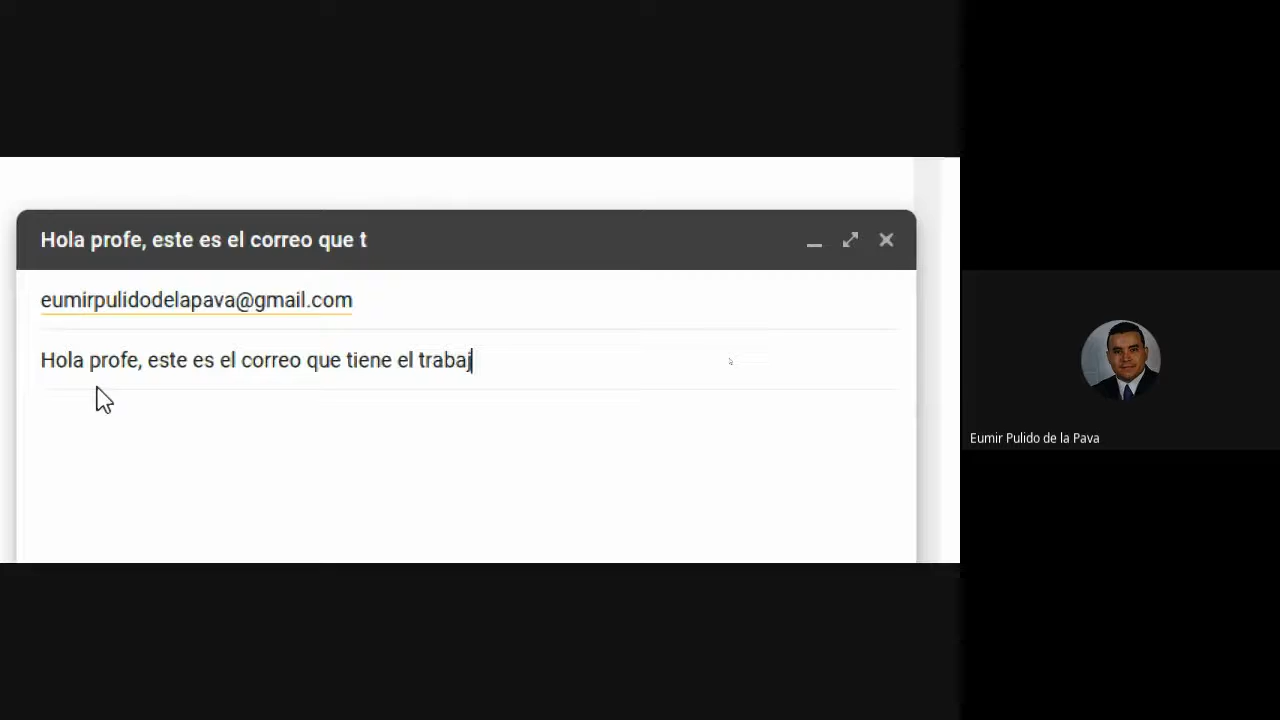 Hola profe, este es el correo que t
eumirpulidodelapava@gmail.com
Hola profe, este es el correo que tiene el trabaj
Eumir Pulido de la Pava